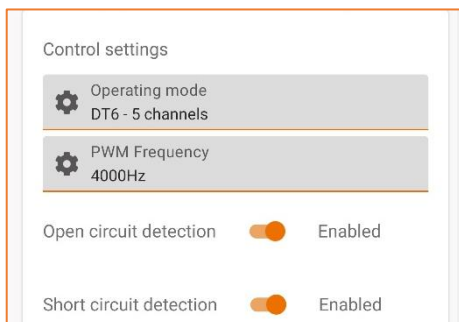 Control settings
Operating mode
DT6 - 5 channels
PWM Frequency
4000Hz
Open circuit detection Enabled
Short circuit detection Enabled